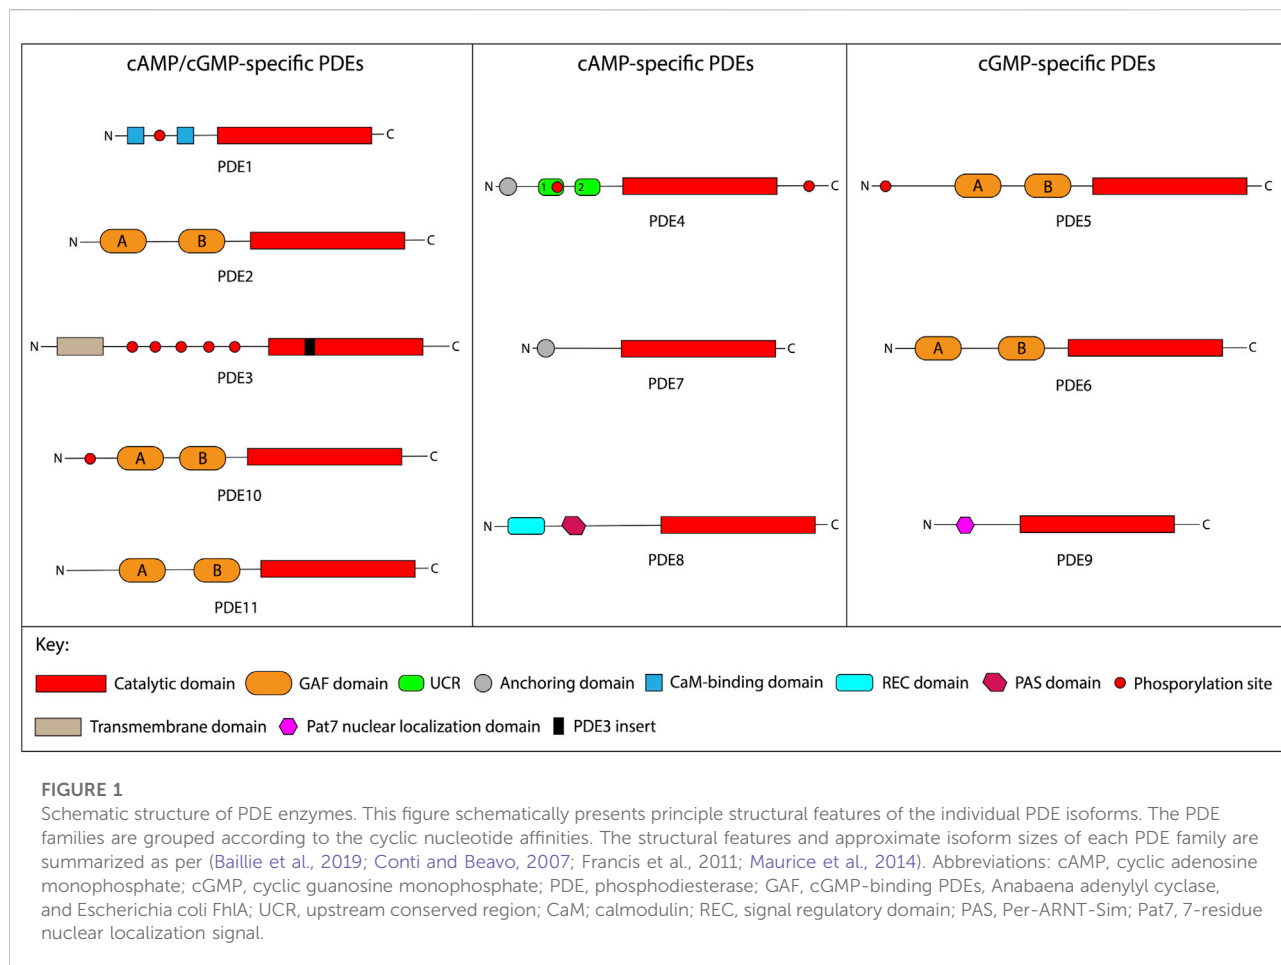 cAMP/cGMP-specific PDEs
N
C
PDE1
N
A
B
C
PDE2
N
C
PDE3
N
A
B
C
PDE10
N
A
B
C
PDE11
cAMP-specific PDEs
N
1
2
C
PDE4
N
C
PDE7
N
C
PDE8
cGMP-specific PDEs
N
A
B
C
PDE5
N
A
B
C
PDE6
N
C
PDE9
Key:
Catalytic domain GAF domain UCR Anchoring domain CaM-binding domain REC domain PAS domain Phosporylation site
Transmembrane domain Pat7 nuclear localization domain PDE3 insert
FIGURE 1
Schematic structure of PDE enzymes. This figure schematically presents principle structural features of the individual PDE isoforms. The PDE
families are grouped according to the cyclic nucleotide affinities. The structural features and approximate isoform sizes of each PDE family are
summarized as per (Baillie et al., 2019; Conti and Beavo, 2007; Francis et al., 2011; Maurice et al., 2014). Abbreviations: cAMP, cyclic adenosine
monophosphate; cGMP, cyclic guanosine monophosphate; PDE, phosphodiesterase; GAF, cGMP-binding PDEs, Anabaena adenylyl cyclase,
and Escherichia coli FhlA; UCR, upstream conserved region; CaM; calmodulin; REC, signal regulatory domain; PAS, Per-ARNT-Sim; Pat7, 7-residue
nuclear localization signal.